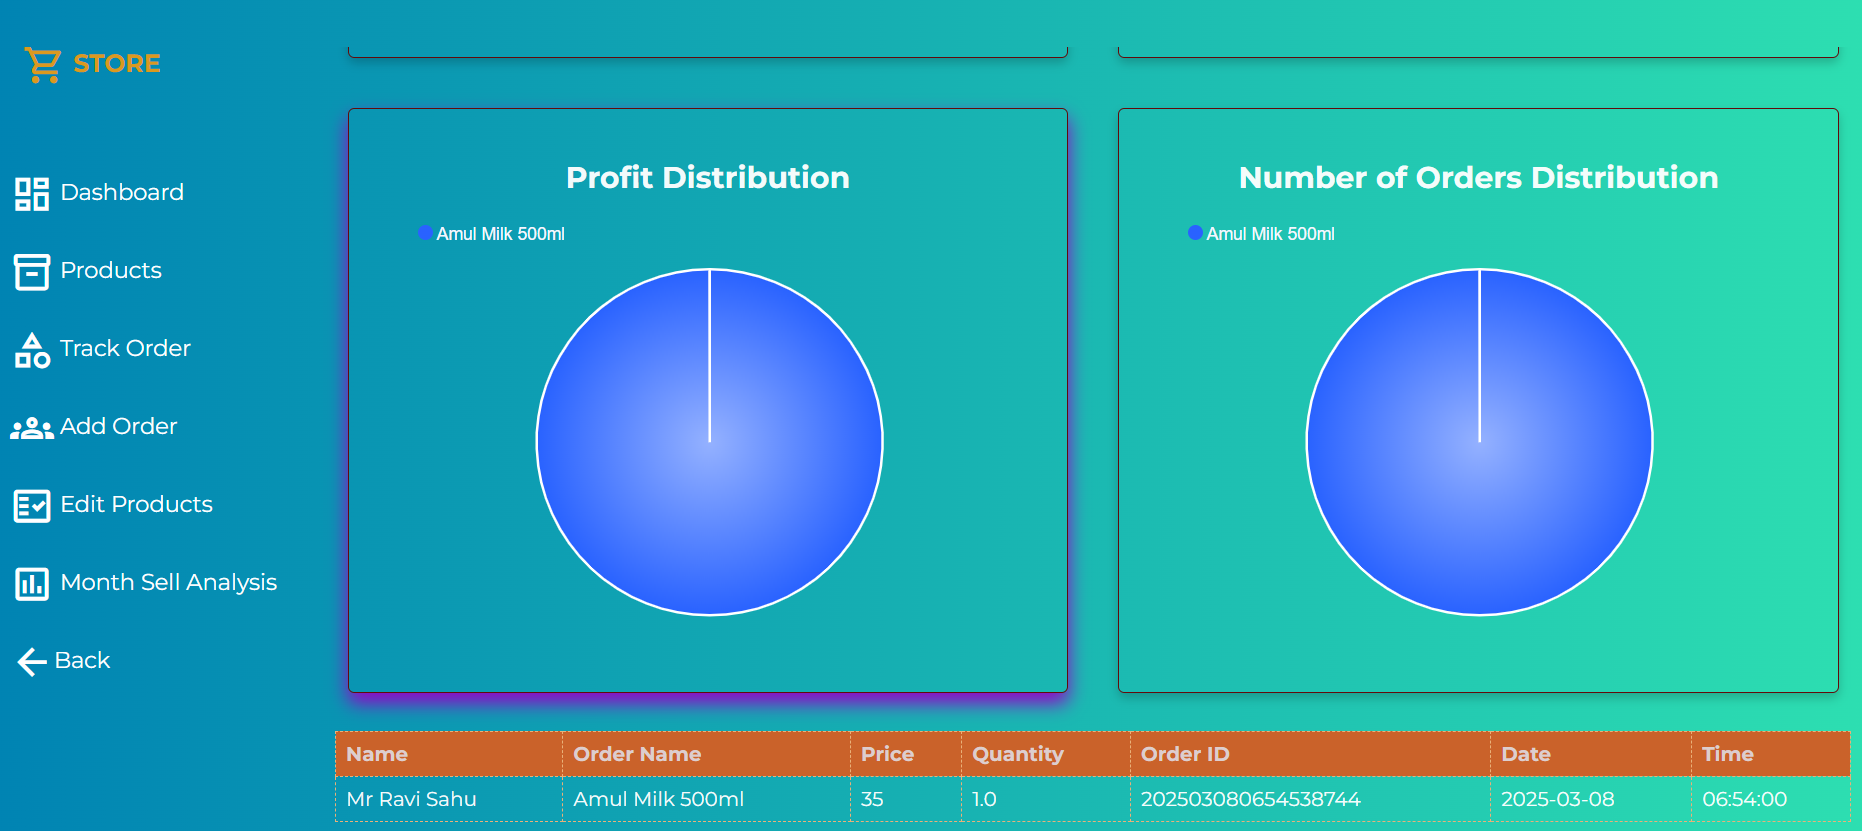 STORE
Dashboard
Products
Track Order
Add Order
Edit Products
Month Sell Analysis
Back
Profit Distribution
Amul Milk 500ml
Number of Orders Distribution
Amul Milk 500ml
Name Order Name Price Quantity Order ID Date Time
Mr Ravi Sahu Amul Milk 500ml 35 1.0 202503080654538744 2025-03-08 06:54:00